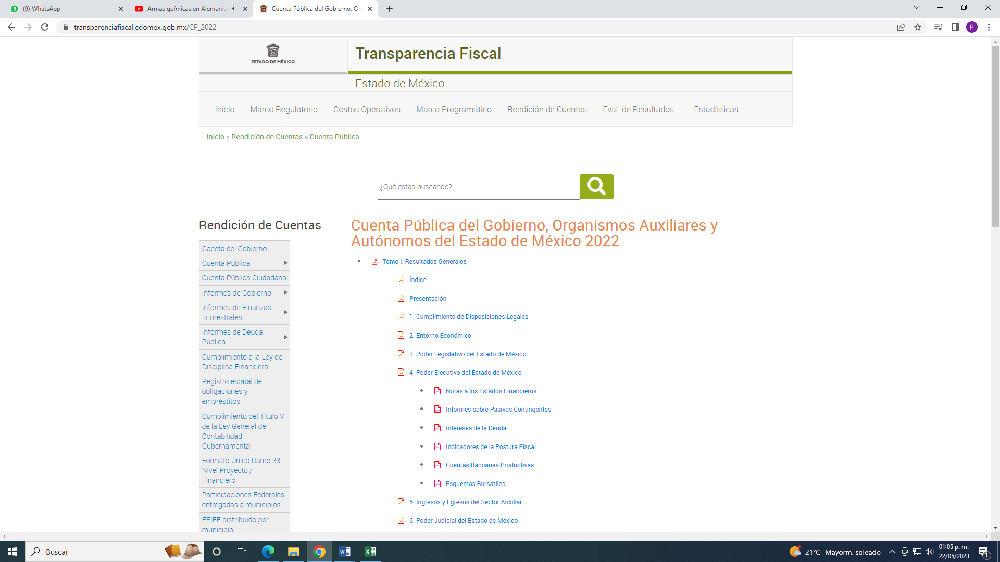 (9) WhatsApp
Armas químicas en Alemania
Cuenta Pública del Gobierno, Org
transparenciafiscal.edomex.gob.mx/CP_2022
P
ESTADO DE MÉXICO
Transparencia Fiscal
Estado de México
Inicio Marco Regulatorio Costos Operativos Marco Programático Rendición de Cuentas Eval. de Resultados Estadísticas
Inicio » Rendición de Cuentas » Cuenta Pública
¿Qué estás buscando?
Rendición de Cuentas
Gaceta del Gobierno
Cuenta Pública
Cuenta Pública Ciudadana
Informes de Gobierno
Informes de Finanzas
Trimestrales
Informes de Deuda
Pública
Cumplimiento a la Ley de
Disciplina Financiera
Registro estatal de
obligaciones y
empréstitos
Cumplimiento del Título V
de la Ley General de
Contabilidad
Gubernamental
Formato Único Ramo 33 -
Nivel Proyecto /
Financiero
Participaciones Federales
entregadas a municipios
FEIEF distribuido por
municipio
Cuenta Pública del Gobierno, Organismos Auxiliares y
Autónomos del Estado de México 2022
Tomo I. Resultados Generales
Índice
Presentación
1. Cumplimiento de Disposiciones Legales
2. Entorno Económico
3. Poder Legislativo del Estado de México
4. Poder Ejecutivo del Estado de México
Notas a los Estados Financieros
Informes sobre Pasivos Contingentes
Intereses de la Deuda
Indicadores de la Postura Fiscal
Cuentas Bancarias Productivas
Esquemas Bursátiles
5. Ingresos y Egresos del Sector Auxiliar
6. Poder Judicial del Estado de México
Buscar
21°C Mayorm. soleado
01:05 p. m.
22/05/2023
1